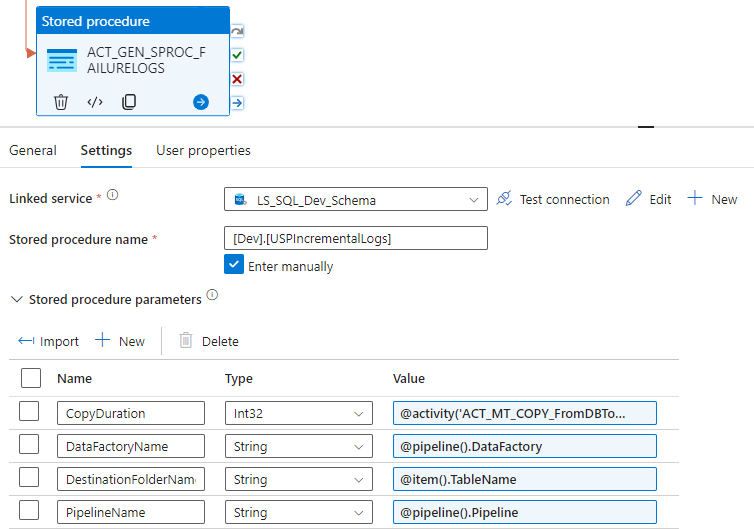 Stored procedure
ACT_GEN_SPROC_F
AILURELOGS
General Settings User properties
Linked service * LS_SQL_Dev_Schema Test connection Edit New
Stored procedure name * [Dev].[USPIncrementalLogs]
Enter manually
Stored procedure parameters
Import New Delete
Name Type Value
CopyDuration Int32 @activity('ACT_MT_COPY_FromDBTo...
DataFactoryName String @pipeline().DataFactory
DestinationFolderName String @item().TableName
PipelineName String @pipeline().Pipeline